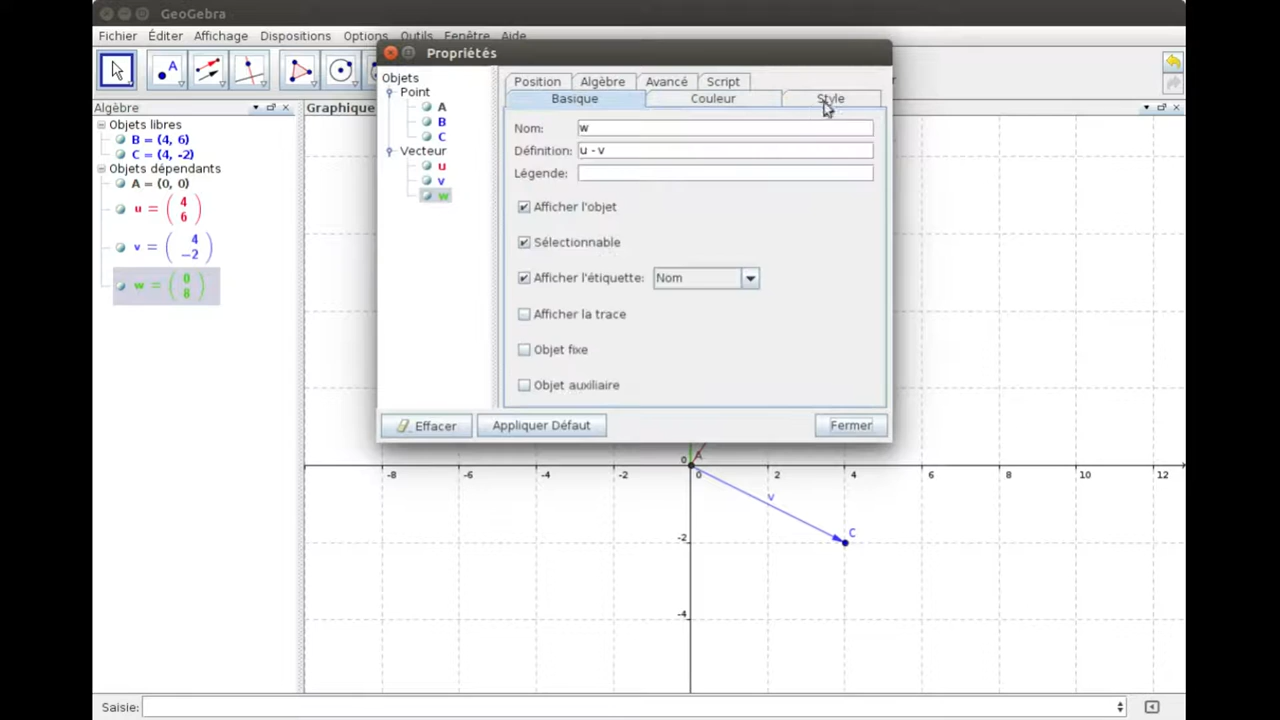 GeoGebra
Fichier Éditer Affichage Dispositions Options Outils Fenêtre Aide
Propriétés
Objets
Point
A
B
C
Vecteur
u
v
w
Position Algèbre Avancé Script
Basique Couleur Style
Nom: w
Définition: u - v
Légende:
Afficher l'objet
Sélectionnable
Afficher l'étiquette: Nom
Afficher la trace
Objet fixe
Objet auxiliaire
Effacer Appliquer Défaut Fermer
Algèbre
Objets libres
B = (4, 6)
C = (4, -2)
Objets dépendants
A = (0, 0)
u = ( 4
6 )
v = ( 4
−2 )
w = ( 0
8 )
Graphique
0 A
-8 -6 -4 -2 0 2 4 6 8 10 12
v
C
-2
-4
Saisie: